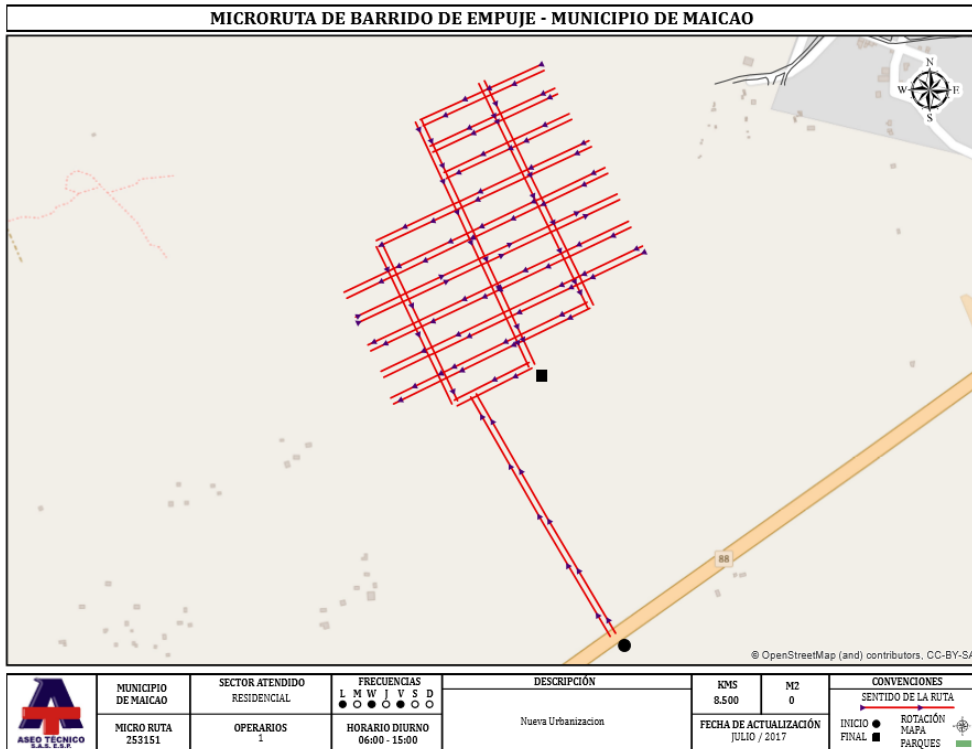 MICRORUTA DE BARRIDO DE EMPUJE - MUNICIPIO DE MAICAO
N
W E
S
88
© OpenStreetMap (and) contributors, CC-BY-SA
ASEO TÉCNICO
S.A.S. E.S.P.
MUNICIPIO
DE MAICAO
MICRO RUTA
253151
SECTOR ATENDIDO
RESIDENCIAL
OPERARIOS
1
FRECUENCIAS
L M W J V S D
HORARIO DIURNO
06:00 - 15:00
DESCRIPCIÓN
Nueva Urbanizacion
KMS
8.500
M2
0
FECHA DE ACTUALIZACIÓN
JULIO / 2017
CONVENCIONES
SENTIDO DE LA RUTA
INICIO
FINAL
ROTACIÓN
MAPA
PARQUES